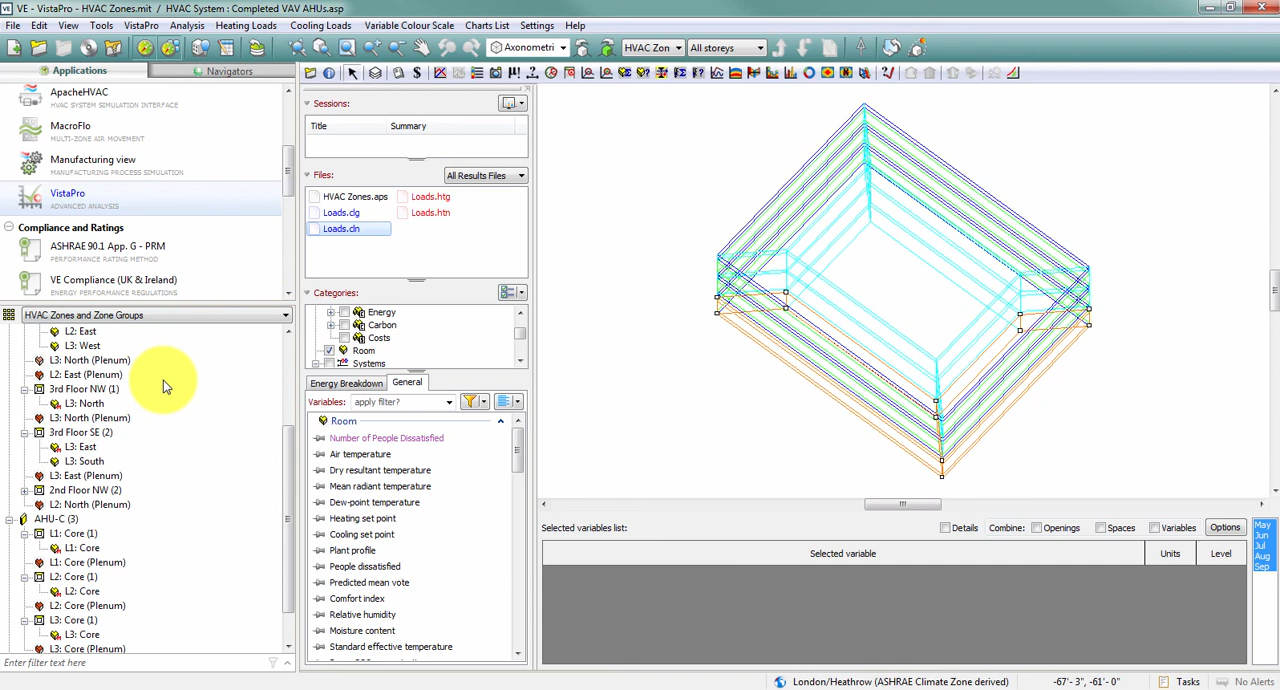 VE - VistaPro - HVAC Zones.mit / HVAC System : Completed VAV AHUs.asp
File Edit View Tools VistaPro Analysis Heating Loads Cooling Loads Variable Colour Scale Charts List Settings Help
Axonometri HVAC Zon All storeys
Applications Navigators
ApacheHVAC
HVAC SYSTEM SIMULATION INTERFACE
MacroFlo
MULTI-ZONE AIR MOVEMENT
Manufacturing view
MANUFACTURING PROCESS SIMULATION
VistaPro
ADVANCED ANALYSIS
Compliance and Ratings
ASHRAE 90.1 App. G - PRM
PERFORMANCE RATING METHOD
VE Compliance (UK & Ireland)
ENERGY PERFORMANCE REGULATIONS
HVAC Zones and Zone Groups
L2: East
L3: West
L3: North (Plenum)
L2: East (Plenum)
3rd Floor NW (1)
L3: North
L3: North (Plenum)
3rd Floor SE (2)
L3: East
L3: South
L3: East (Plenum)
2nd Floor NW (2)
L2: North (Plenum)
AHU-C (3)
L1: Core (1)
L1: Core
L1: Core (Plenum)
L2: Core (1)
L2: Core
L2: Core (Plenum)
L3: Core (1)
L3: Core
L3: Core (Plenum)
Enter filter text here
Sessions:
Title Summary
Files: All Results Files
HVAC Zones.aps Loads.htg
Loads.clg Loads.htn
Loads.cln
Categories:
Energy
Carbon
Costs
Room
Systems
Energy Breakdown General
Variables: apply filter?
Room
Number of People Dissatisfied
Air temperature
Dry resultant temperature
Mean radiant temperature
Dew-point temperature
Heating set point
Cooling set point
Plant profile
People dissatisfied
Predicted mean vote
Comfort index
Relative humidity
Moisture content
Standard effective temperature
Selected variables list: Details Combine: Openings Spaces Variables Options
Selected variable Units Level
May
Jun
Jul
Aug
Sep
London/Heathrow (ASHRAE Climate Zone derived) -67'- 3", -61'- 0" Tasks No Alerts